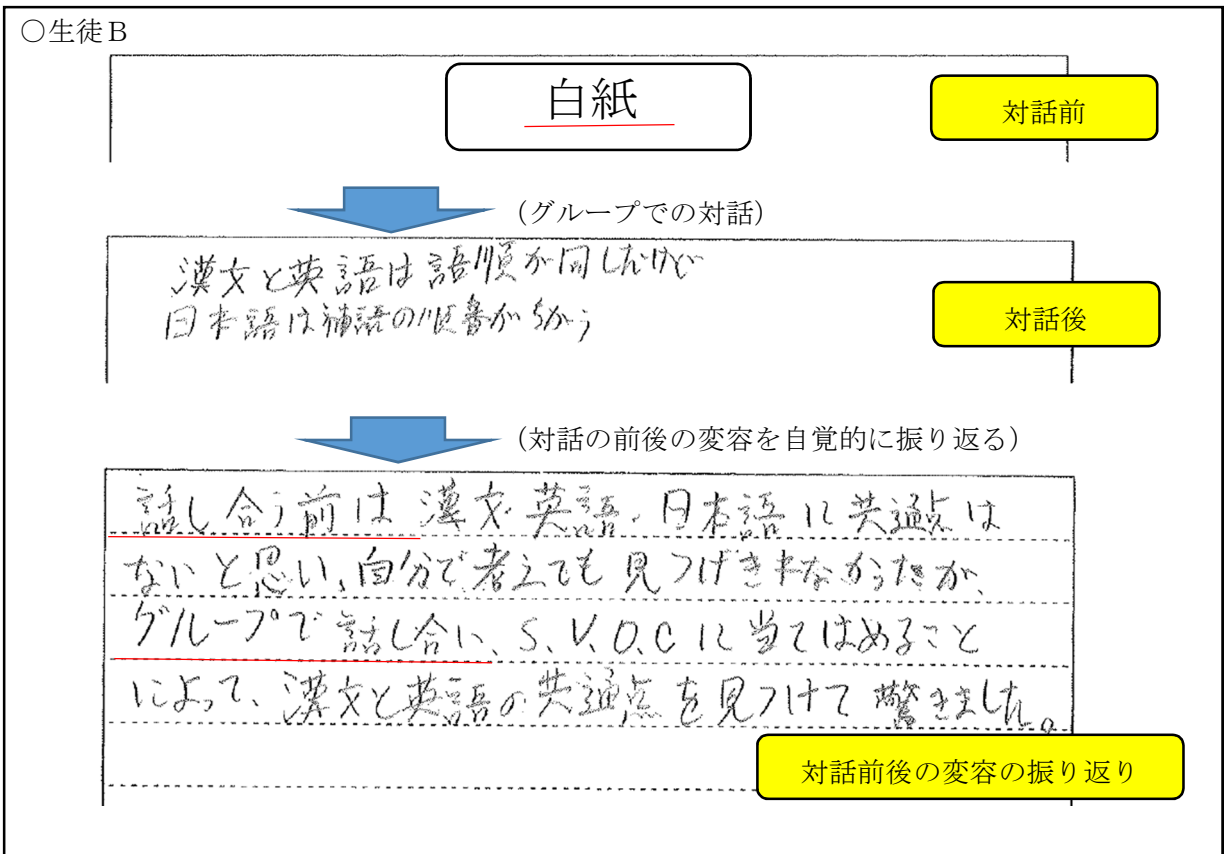 ○生徒B
白紙
対話前
(グループでの対話)
漢文と英語は語順が同じだけど
日本語は補語の順番がちがう
対話後
(対話の前後の変容を自覚的に振り返る)
話し合う前は漢文・英語・日本語に共通点は
ないと思い、自分で考えても見つけきれなかったが、
グループで話し合い、S、V、O、Cに当てはめること
によって、漢文と英語の共通点を見つけて驚きました。
対話前後の変容の振り返り